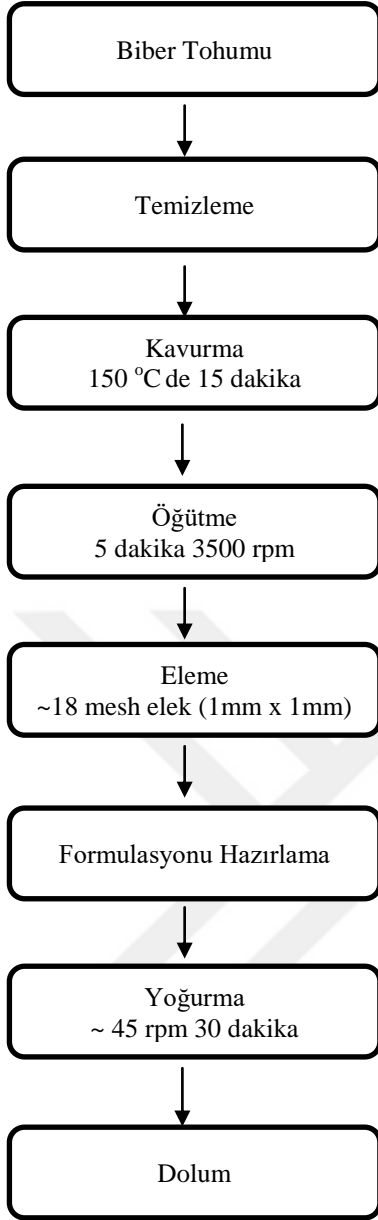 Biber Tohumu
Temizleme
Kavurma
150 °C de 15 dakika
Öğütme
5 dakika 3500 rpm
Eleme
~18 mesh elek (1mm x 1mm)
Formulasyonu Hazırlama
Yoğurma
~ 45 rpm 30 dakika
Dolum